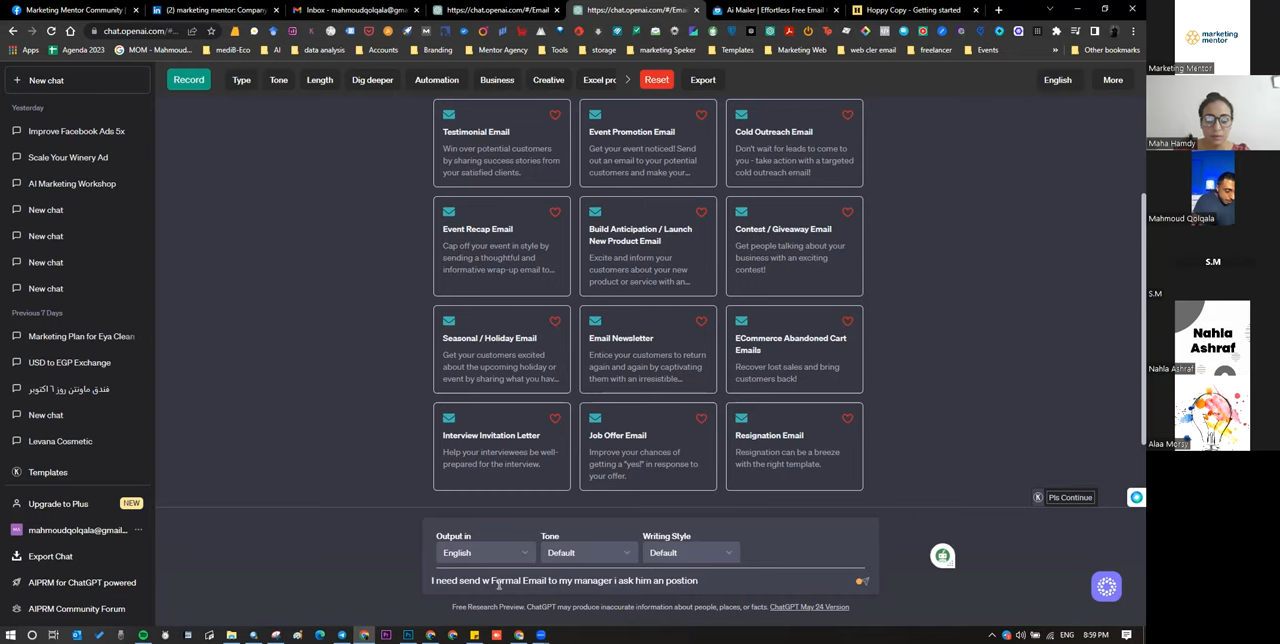 Marketing Mentor Community |
(2) marketing mentor: Compan
Inbox - mahmoudqolqala@gm
https://chat.openai.com/#/Email
https://chat.openai.com/#/Ema
Ai Mailer | Effortless Free Email
Hoppy Copy - Getting started
chat.openai.com/#/Ema
Apps
Agenda 2023
MOM - Mahmoud...
mediB-Eco
AI
data analysis
Accounts
Branding
Mentor Agency
Tools
storage
marketing Speker
Templates
Marketing Web
web cler email
freelancer
Events
Other bookmarks
New chat
Record
Type
Tone
Length
Dig deeper
Automation
Business
Creative
Excel pr
Reset
Export
English
More
Yesterday
Improve Facebook Ads 5x
Scale Your Winery Ad
AI Marketing Workshop
New chat
New chat
New chat
New chat
Previous 7 Days
Marketing Plan for Eya Clean
USD to EGP Exchange
فندق ماونتن روز ٦ اكتوبر
New chat
Levana Cosmetic
Templates
Upgrade to Plus
NEW
mahmoudqolqala@gmail...
Export Chat
AIPRM for ChatGPT powered
AIPRM Community Forum
Testimonial Email
Win over potential customers
by sharing success stories from
your satisfied clients.
Event Promotion Email
Get your event noticed! Send
out an email to your potential
customers and make your...
Cold Outreach Email
Don't wait for leads to come to
you - take action with a targeted
cold outreach email!
Event Recap Email
Cap off your event in style by
sending a thoughtful and
informative wrap-up email to...
Build Anticipation / Launch
New Product Email
Excite and inform your
customers about your new
product or service with an...
Contest / Giveaway Email
Get people talking about your
business with an exciting
contest!
Seasonal / Holiday Email
Get your customers excited
about the upcoming holiday
or event by sharing what you hav...
Email Newsletter
Entice your customers to return
again and again by captivating
them with an irresistible...
ECommerce Abandoned Cart
Emails
Recover lost sales and bring
customers back!
Interview Invitation Letter
Help your interviewees be well-
prepared for the interview.
Job Offer Email
Improve your chances of
getting a "yes!" in response to
your offer.
Resignation Email
Resignation can be a breeze
with the right template.
Pls Continue
Output in
English
Tone
Default
Writing Style
Default
I need send w Formal Email to my manager i ask him an postion
Free Research Preview. ChatGPT may produce inaccurate information about people, places, or facts. ChatGPT May 24 Version
ENG
8:59 PM
marketing
mentor
Marketing Mentor
Maha Hamdy
Mahmoud Qolqala
S.M
S.M
Nahla
Ashraf
Nahla Ashraf
Alaa Morsy